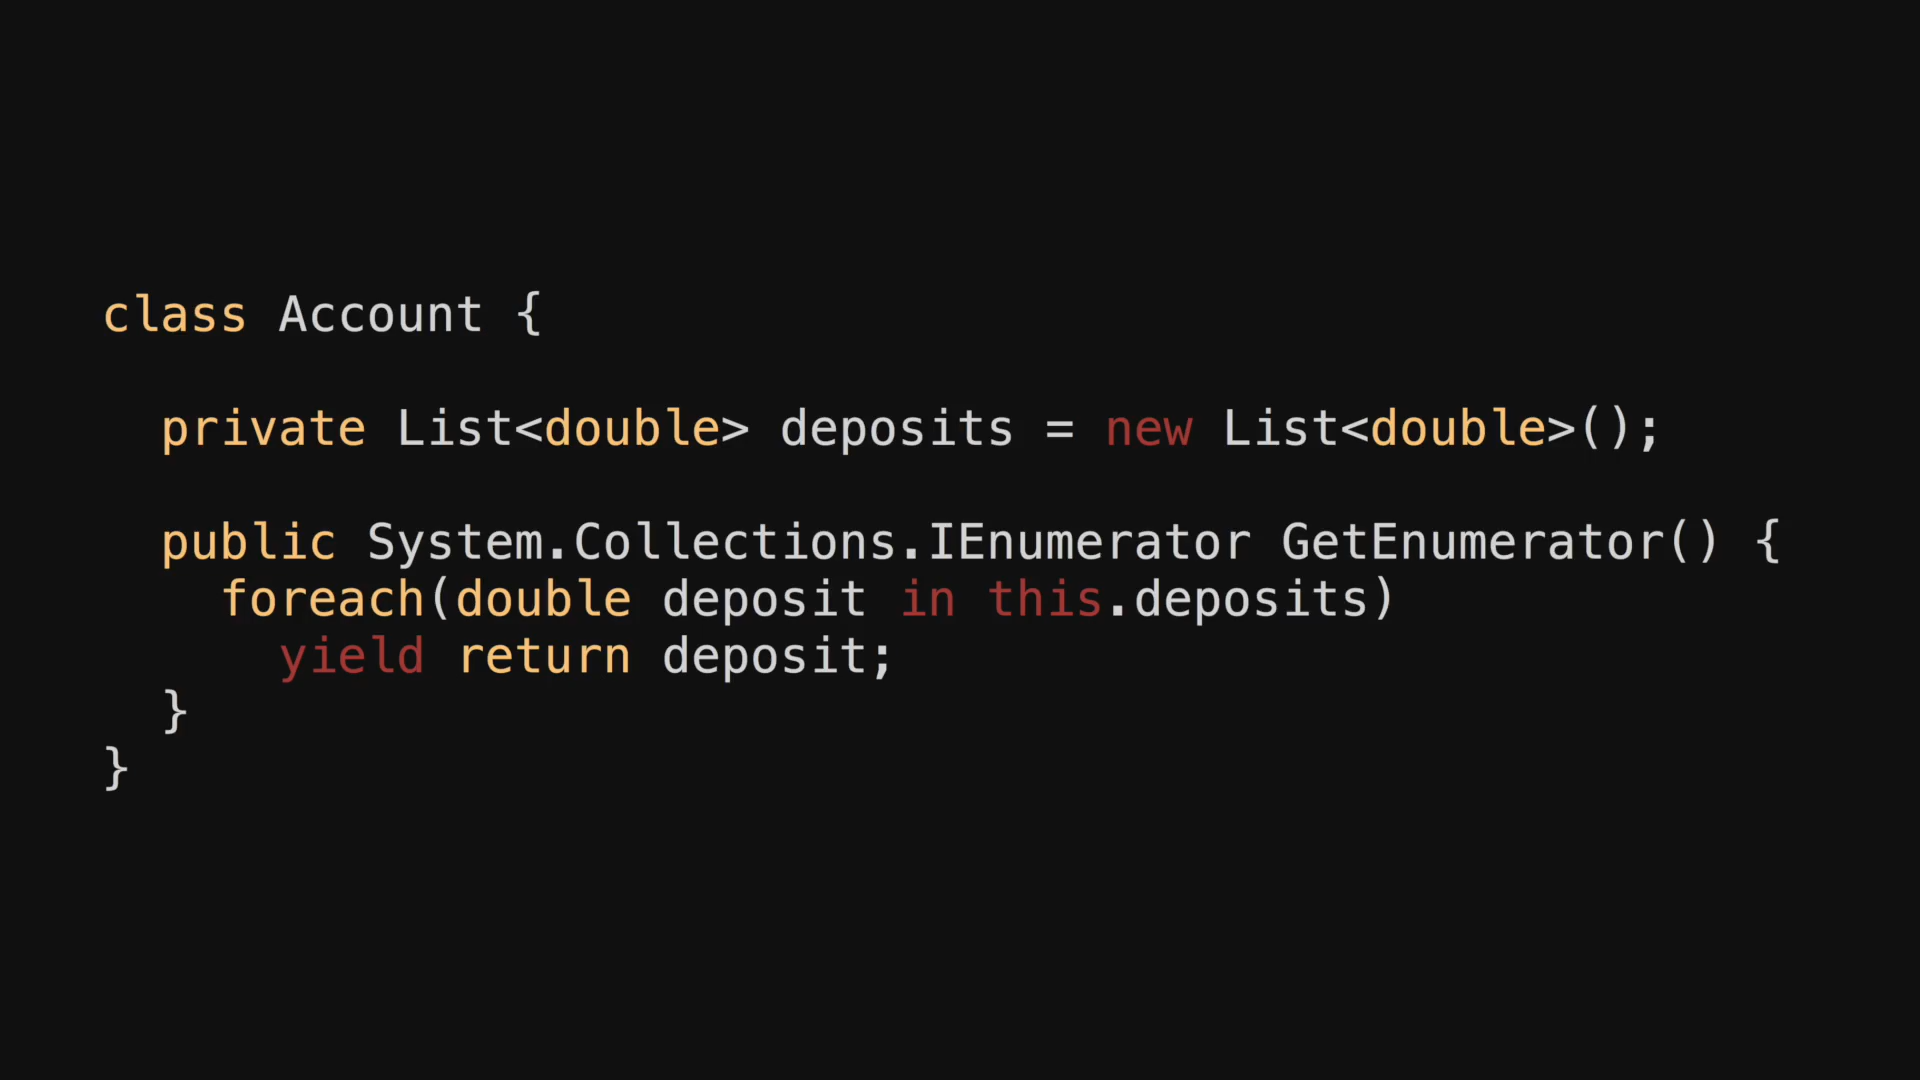 class Account {
private List<double> deposits = new List<double>();
public System.Collections.IEnumerator GetEnumerator() {
foreach(double deposit in this.deposits)
yield return deposit;
}
}